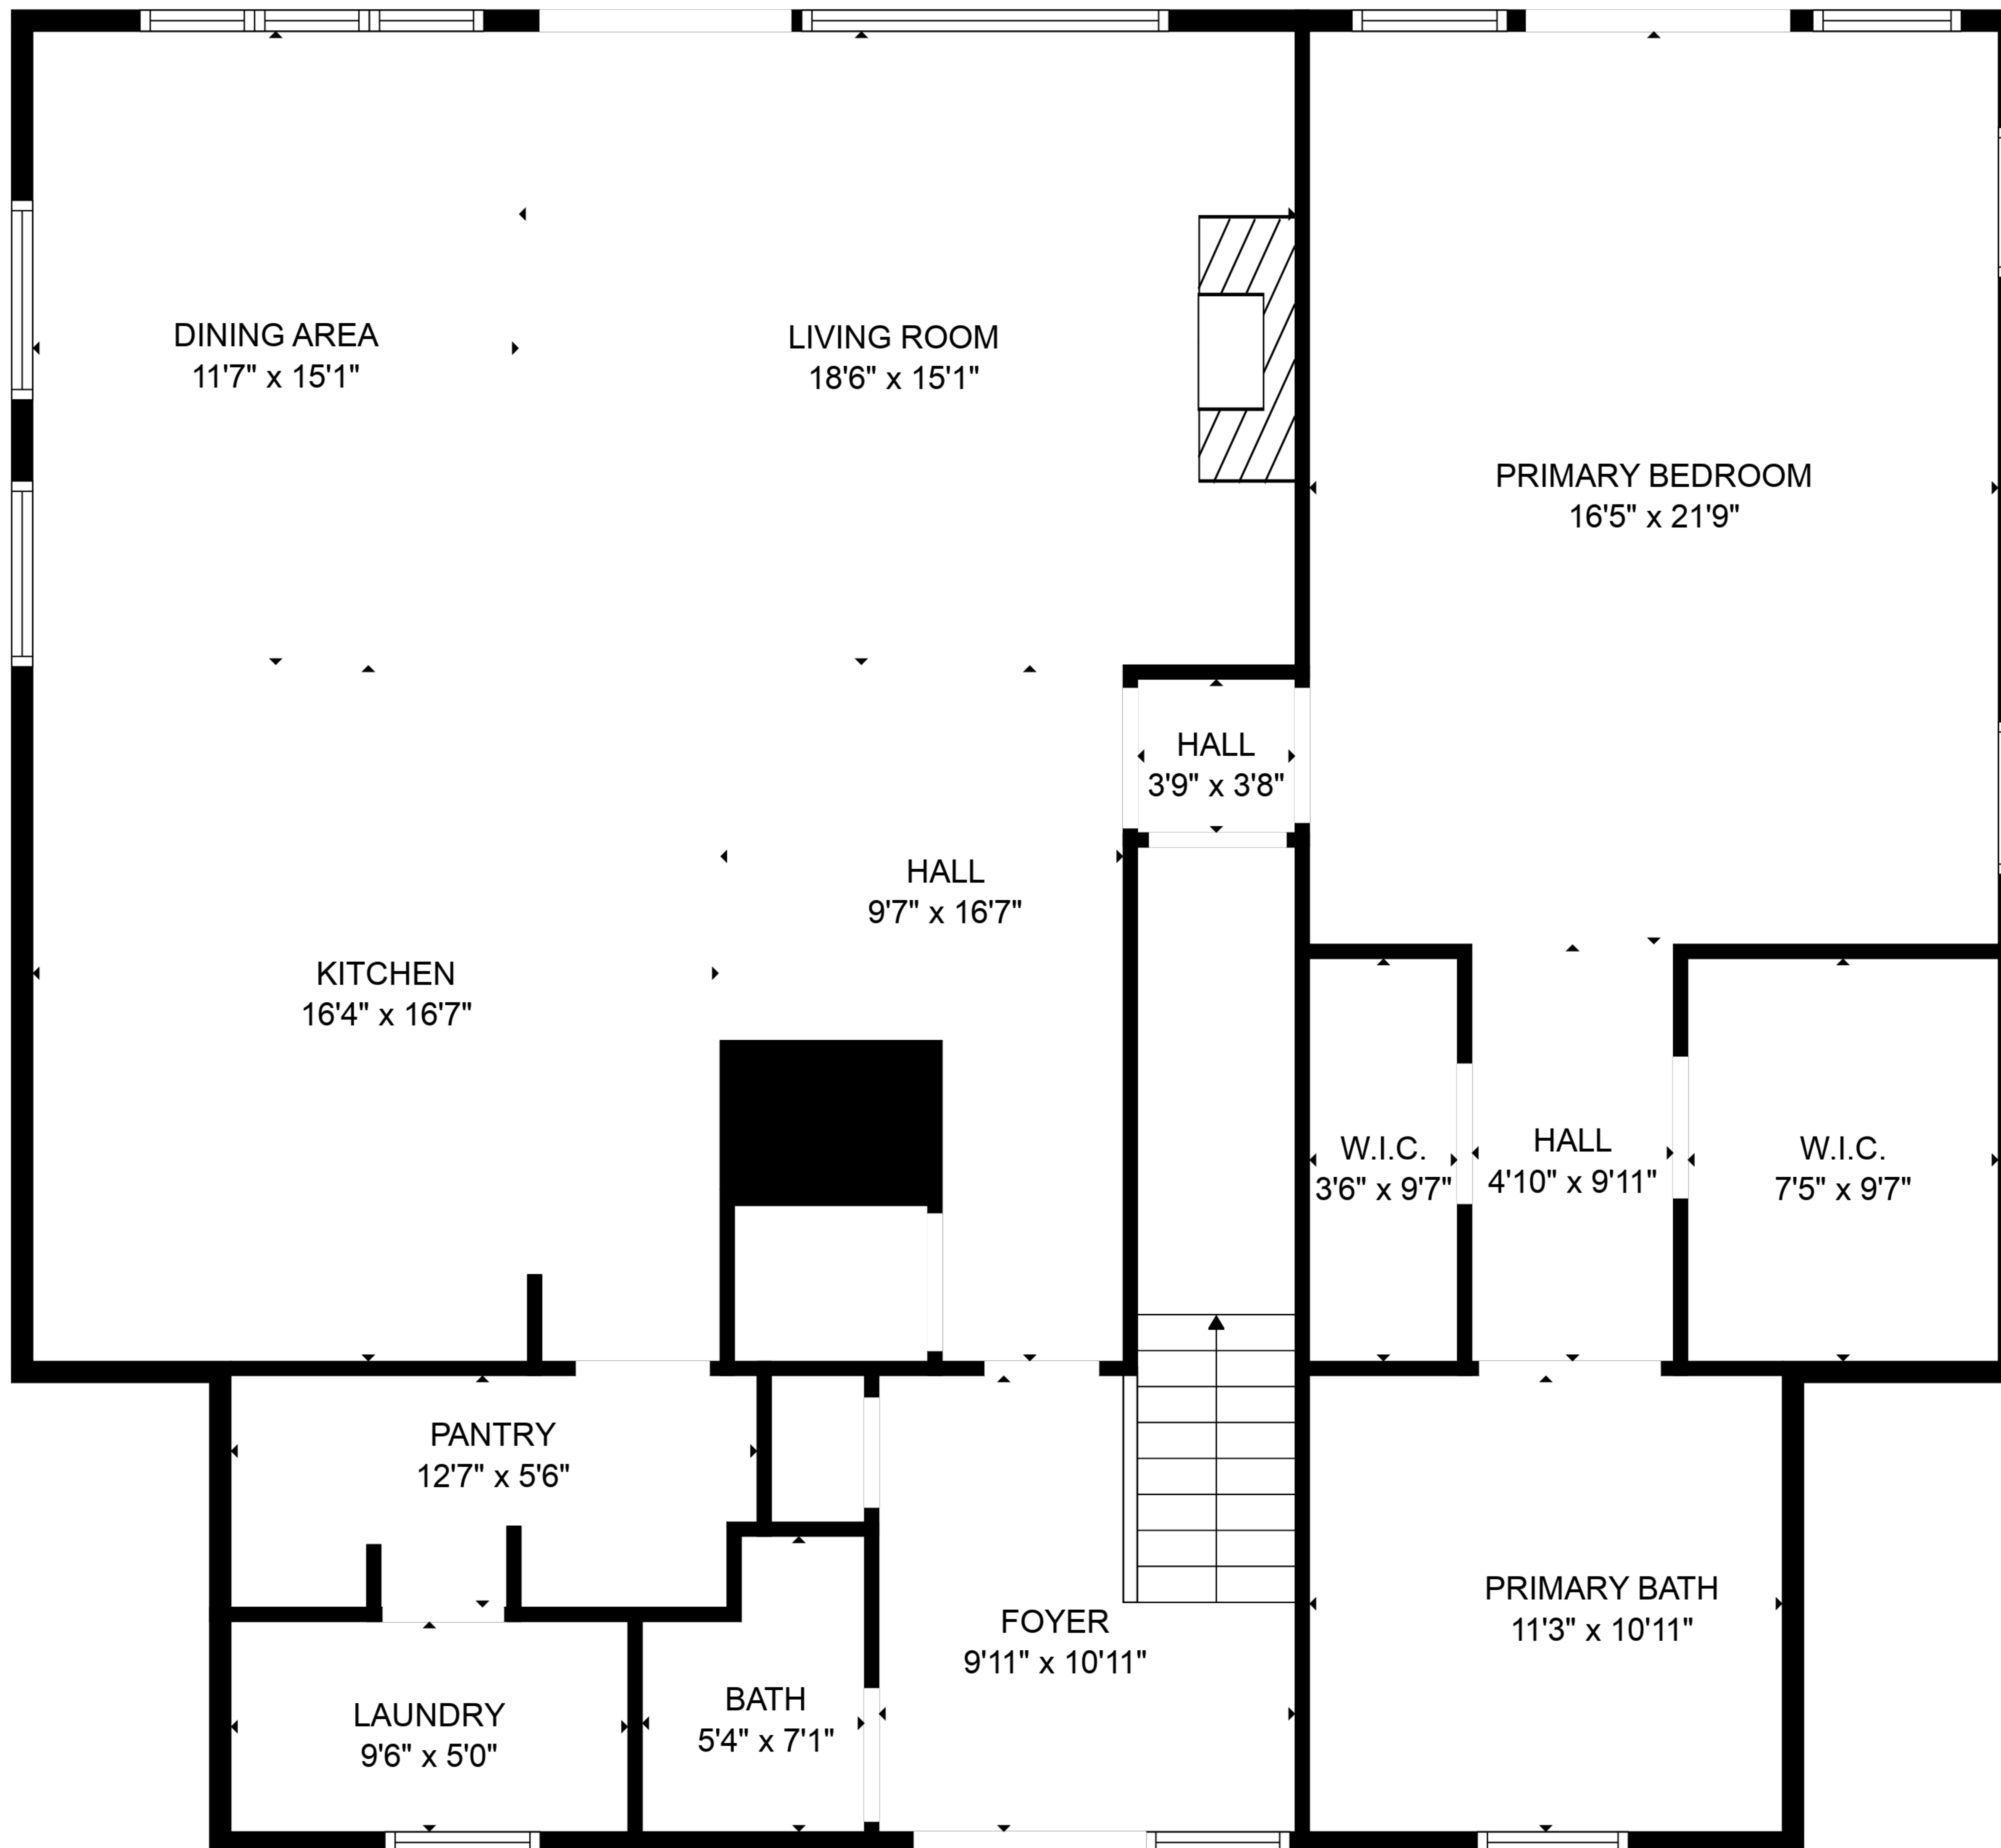 DINING AREA
11'7" x 15'1"
LIVING ROOM
18'6" x 15'1"
PRIMARY BEDROOM
16'5" x 21'9"
HALL
3'9" x 3'8"
HALL
9'7" x 16'7"
KITCHEN
16'4" x 16'7"
W.I.C.
3'6" x 9'7"
HALL
4'10" x 9'11"
W.I.C.
7'5" x 9'7"
PANTRY
12'7" x 5'6"
PRIMARY BATH
11'3" x 10'11"
FOYER
9'11" x 10'11"
BATH
5'4" x 7'1"
LAUNDRY
9'6" x 5'0"